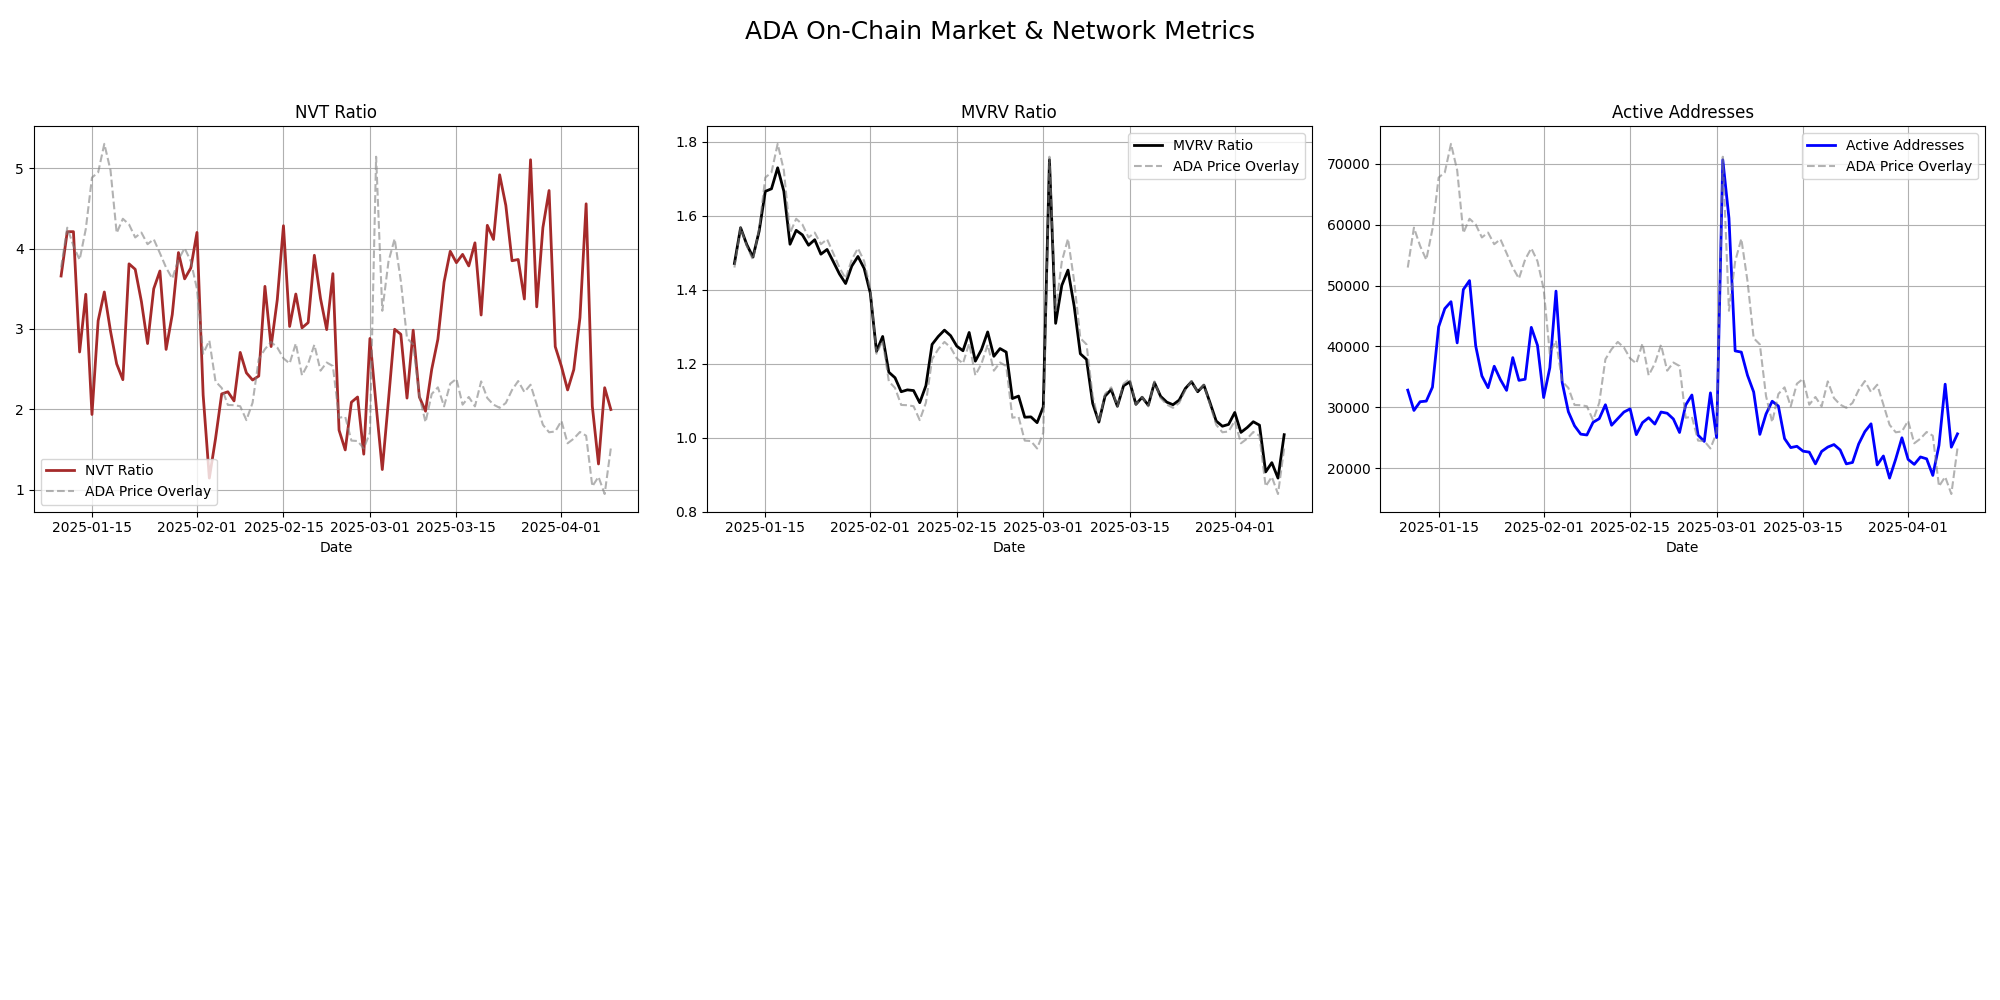 ADA On-Chain Market & Network Metrics
NVT Ratio
5
4
3
2
1
NVT Ratio
ADA Price Overlay
2025-01-15 2025-02-01 2025-02-15 2025-03-01 2025-03-15 2025-04-01
Date
MVRV Ratio
1.8
1.6
1.4
1.2
1.0
0.8
MVRV Ratio
ADA Price Overlay
2025-01-15 2025-02-01 2025-02-15 2025-03-01 2025-03-15 2025-04-01
Date
Active Addresses
70000
60000
50000
40000
30000
20000
Active Addresses
ADA Price Overlay
2025-01-15 2025-02-01 2025-02-15 2025-03-01 2025-03-15 2025-04-01
Date